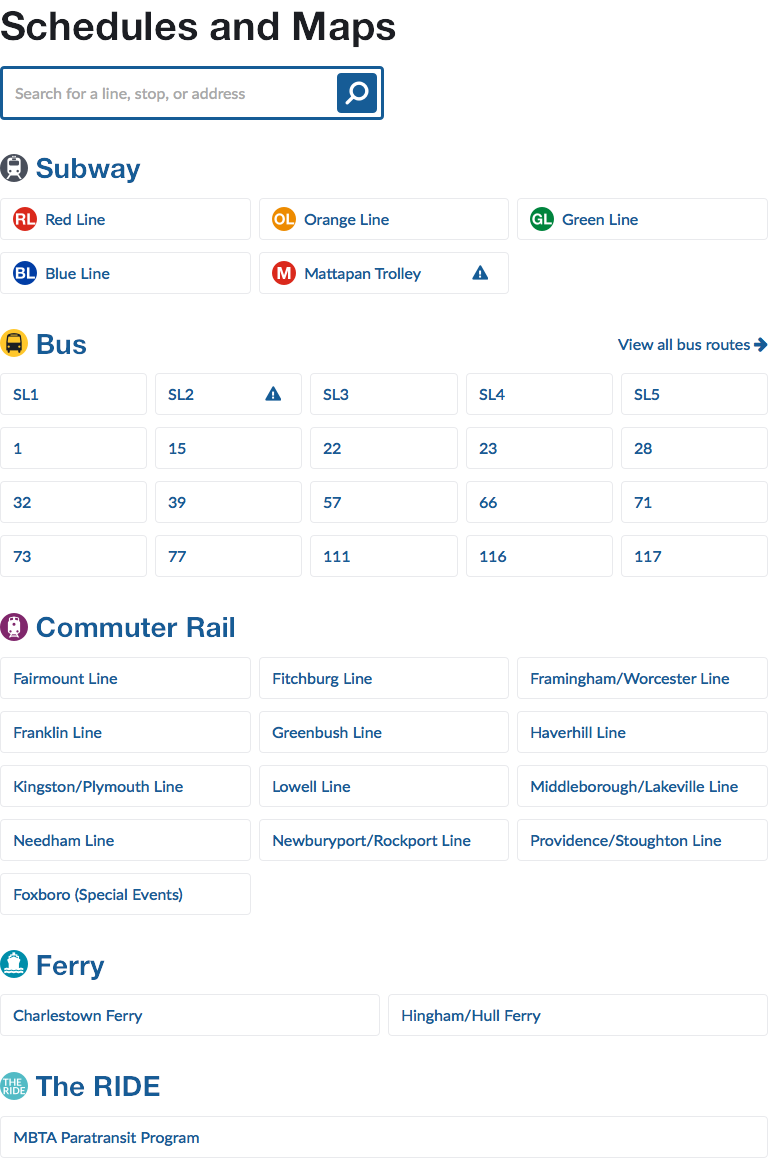 Schedules and Maps
Search for a line, stop, or address
Subway
RL Red Line
OL Orange Line
GL Green Line
BL Blue Line
M Mattapan Trolley
Bus
View all bus routes
SL1 SL2 SL3 SL4 SL5
1 15 22 23 28
32 39 57 66 71
73 77 111 116 117
Commuter Rail
Fairmount Line
Fitchburg Line
Framingham/Worcester Line
Franklin Line
Greenbush Line
Haverhill Line
Kingston/Plymouth Line
Lowell Line
Middleborough/Lakeville Line
Needham Line
Newburyport/Rockport Line
Providence/Stoughton Line
Foxboro (Special Events)
Ferry
Charlestown Ferry
Hingham/Hull Ferry
THE RIDE
The RIDE
MBTA Paratransit Program